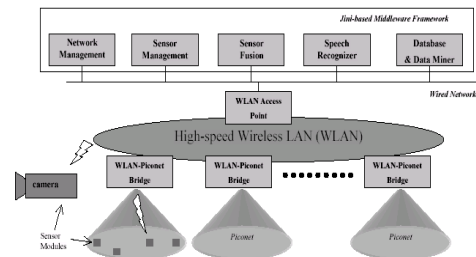 Jini-based Middleware Framework
Network
Management
Sensor
Management
Sensor
Fusion
Speech
Recognizer
Database
& Data Miner
Wired Network
WLAN Access
Point
High-speed Wireless LAN (WLAN)
WLAN-Piconet
Bridge
WLAN-Piconet
Bridge
WLAN-Piconet
Bridge
camera
Sensor
Modules
Piconet
Piconet